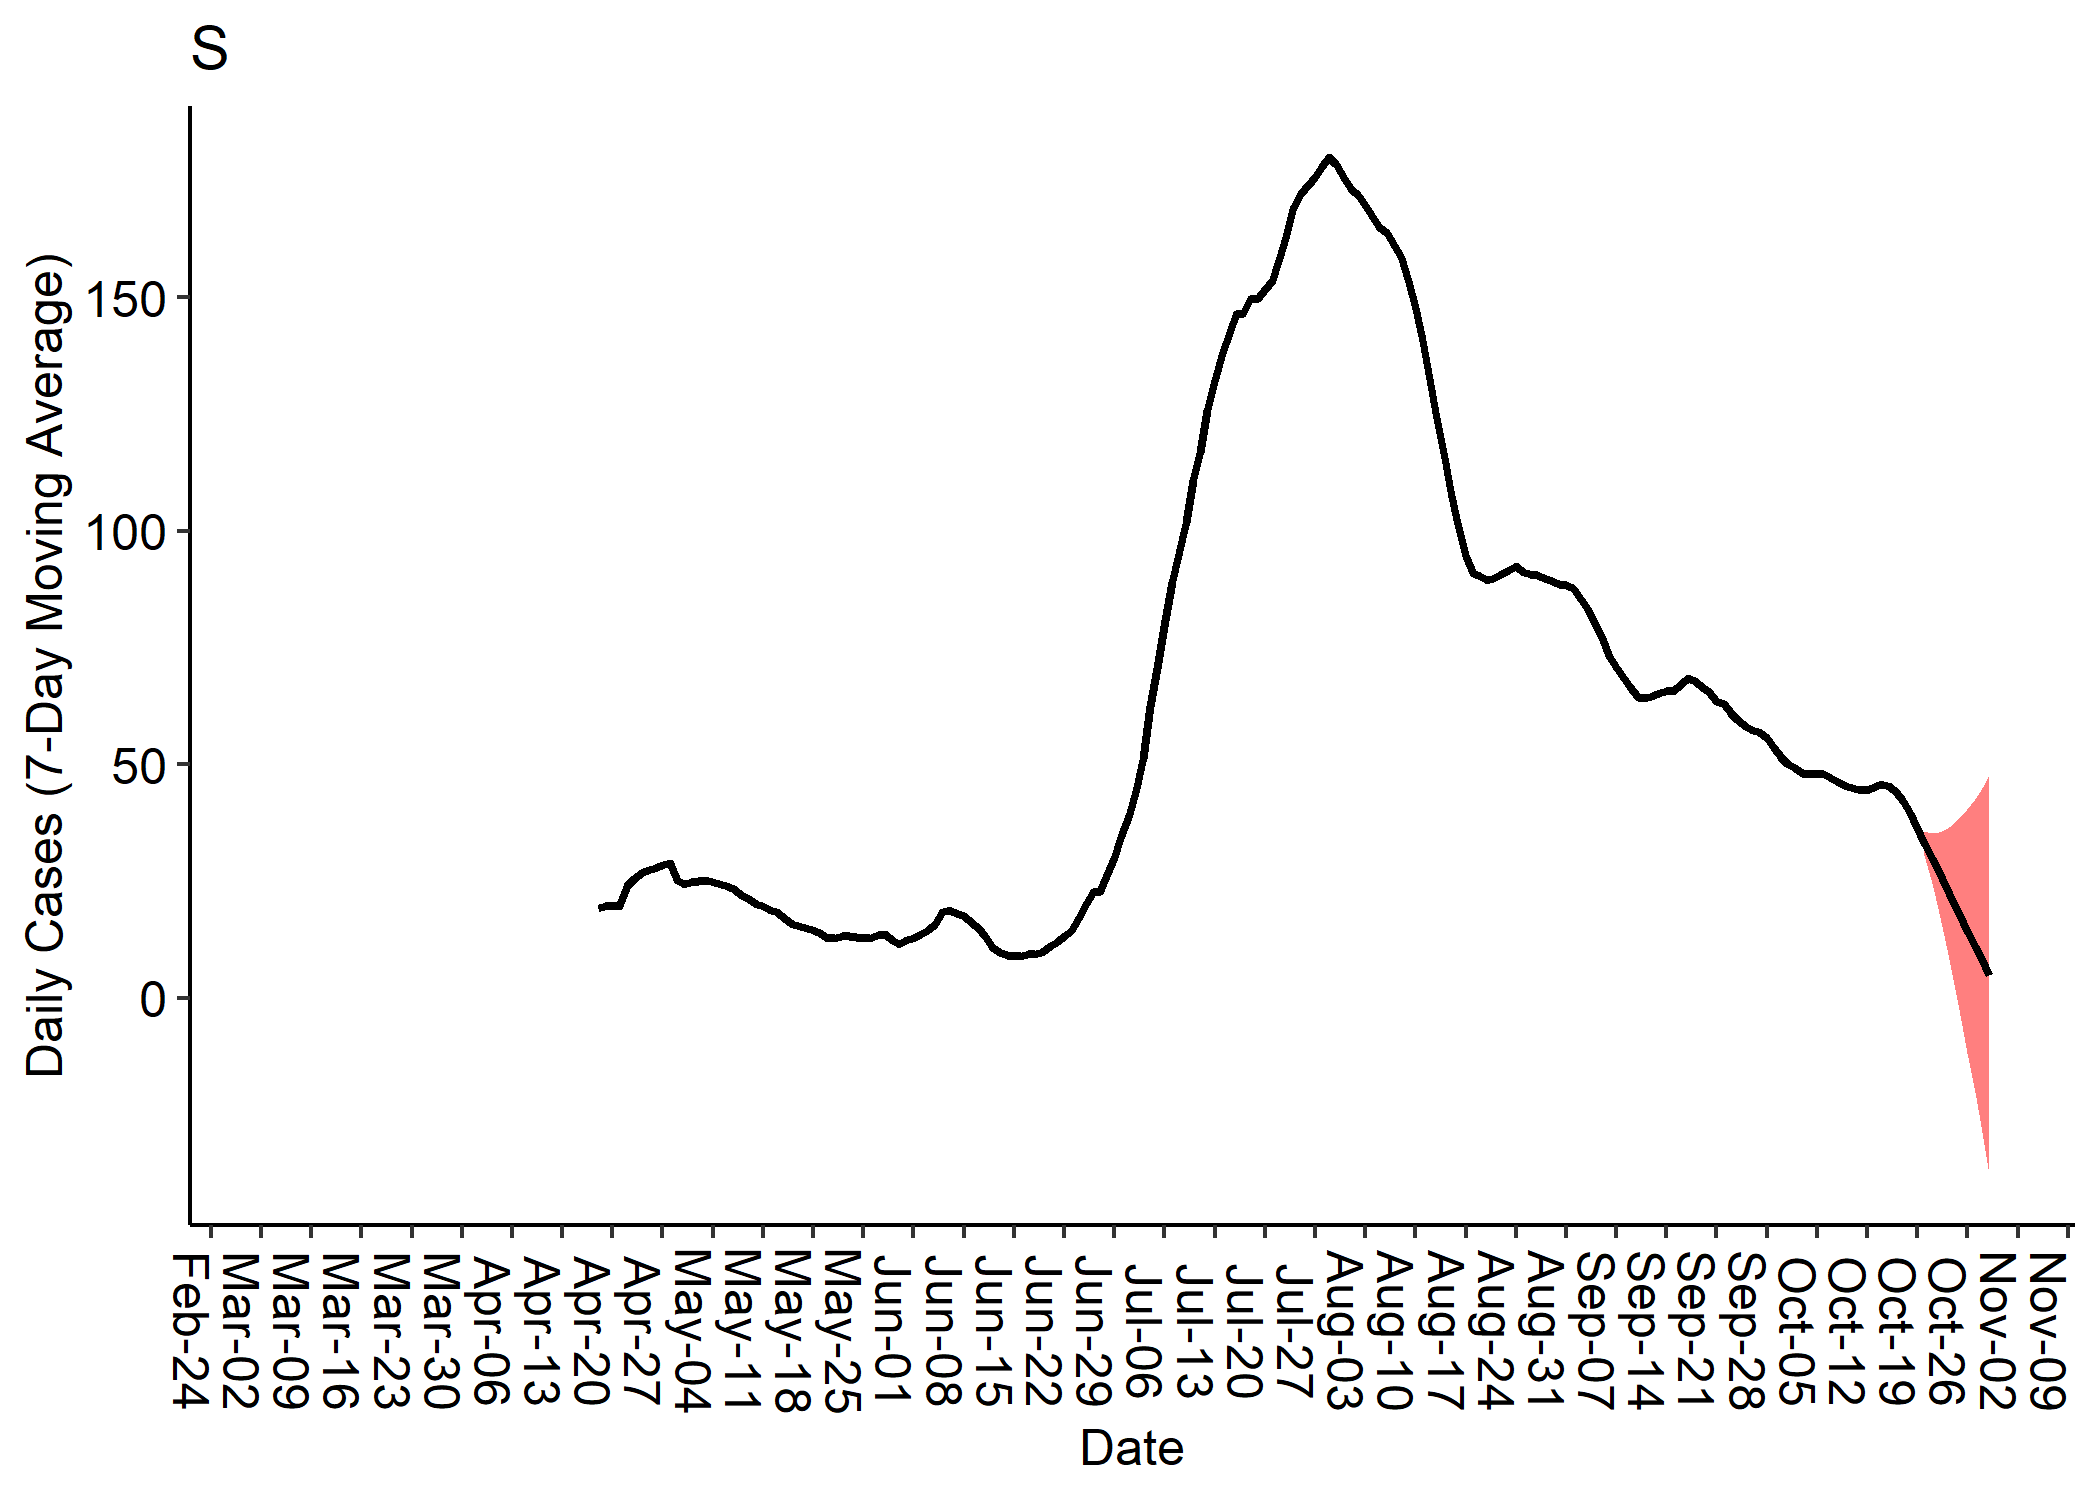 S
Daily Cases (7-Day Moving Average)
150
100
50
0
Feb-24
Mar-02
Mar-09
Mar-16
Mar-23
Mar-30
Apr-06
Apr-13
Apr-20
Apr-27
May-04
May-11
May-18
May-25
Jun-01
Jun-08
Jun-15
Jun-22
Jun-29
Jul-06
Jul-13
Jul-20
Jul-27
Aug-03
Aug-10
Aug-17
Aug-24
Aug-31
Sep-07
Sep-14
Sep-21
Sep-28
Oct-05
Oct-12
Oct-19
Oct-26
Nov-02
Nov-09
Date